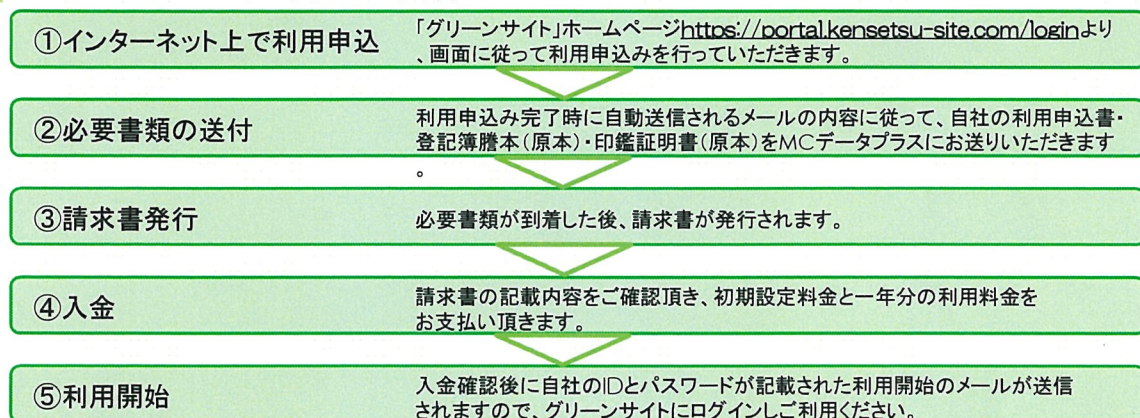 ①インターネット上で利用申込
「グリーンサイト」ホームページhttps://portal.kensetsu-site.com/loginより
、画面に従って利用申込みを行っていただきます。
②必要書類の送付
利用申込み完了時に自動送信されるメールの内容に従って、自社の利用申込書・
登記簿謄本(原本)・印鑑証明書(原本)をMCデータプラスにお送りいただきます
。
③請求書発行
必要書類が到着した後、請求書が発行されます。
④入金
請求書の記載内容をご確認頂き、初期設定料金と一年分の利用料金を
お支払い頂きます。
⑤利用開始
入金確認後に自社のIDとパスワードが記載された利用開始のメールが送信
されますので、グリーンサイトにログインしご利用ください。